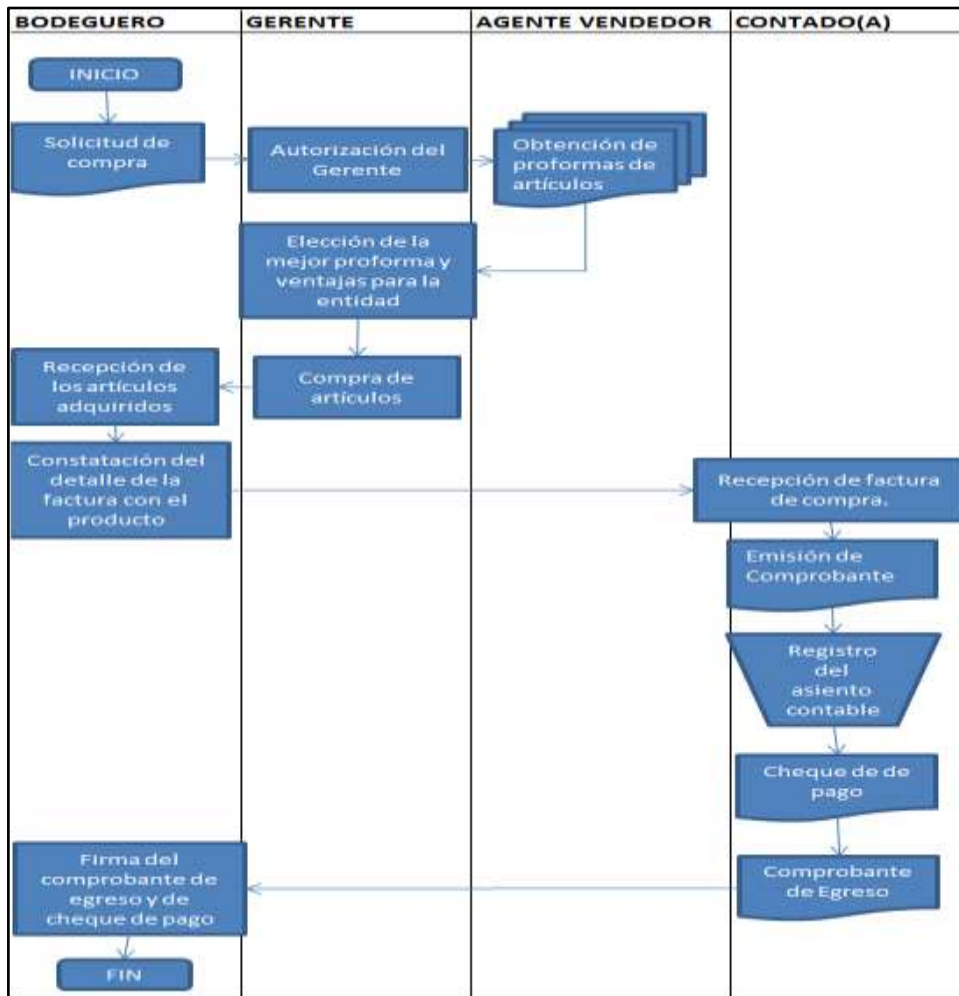 BODEGUERO
GERENTE
AGENTE VENDEDOR
CONTADO(A)
INICIO
Solicitud de
compra
Autorización del
Gerente
Obtención de
proformas de
artículos
Elección de la
mejor proforma y
ventajas para la
entidad
Compra de
artículos
Recepción de
los artículos
adquiridos
Constatación del
detalle de la
factura con el
producto
Recepción de factura
de compra.
Emisión de
Comprobante
Registro
del
asiento
contable
Cheque de de
pago
Comprobante
de Egreso
Firma del
comprobante de
egreso y de
cheque de pago
FIN